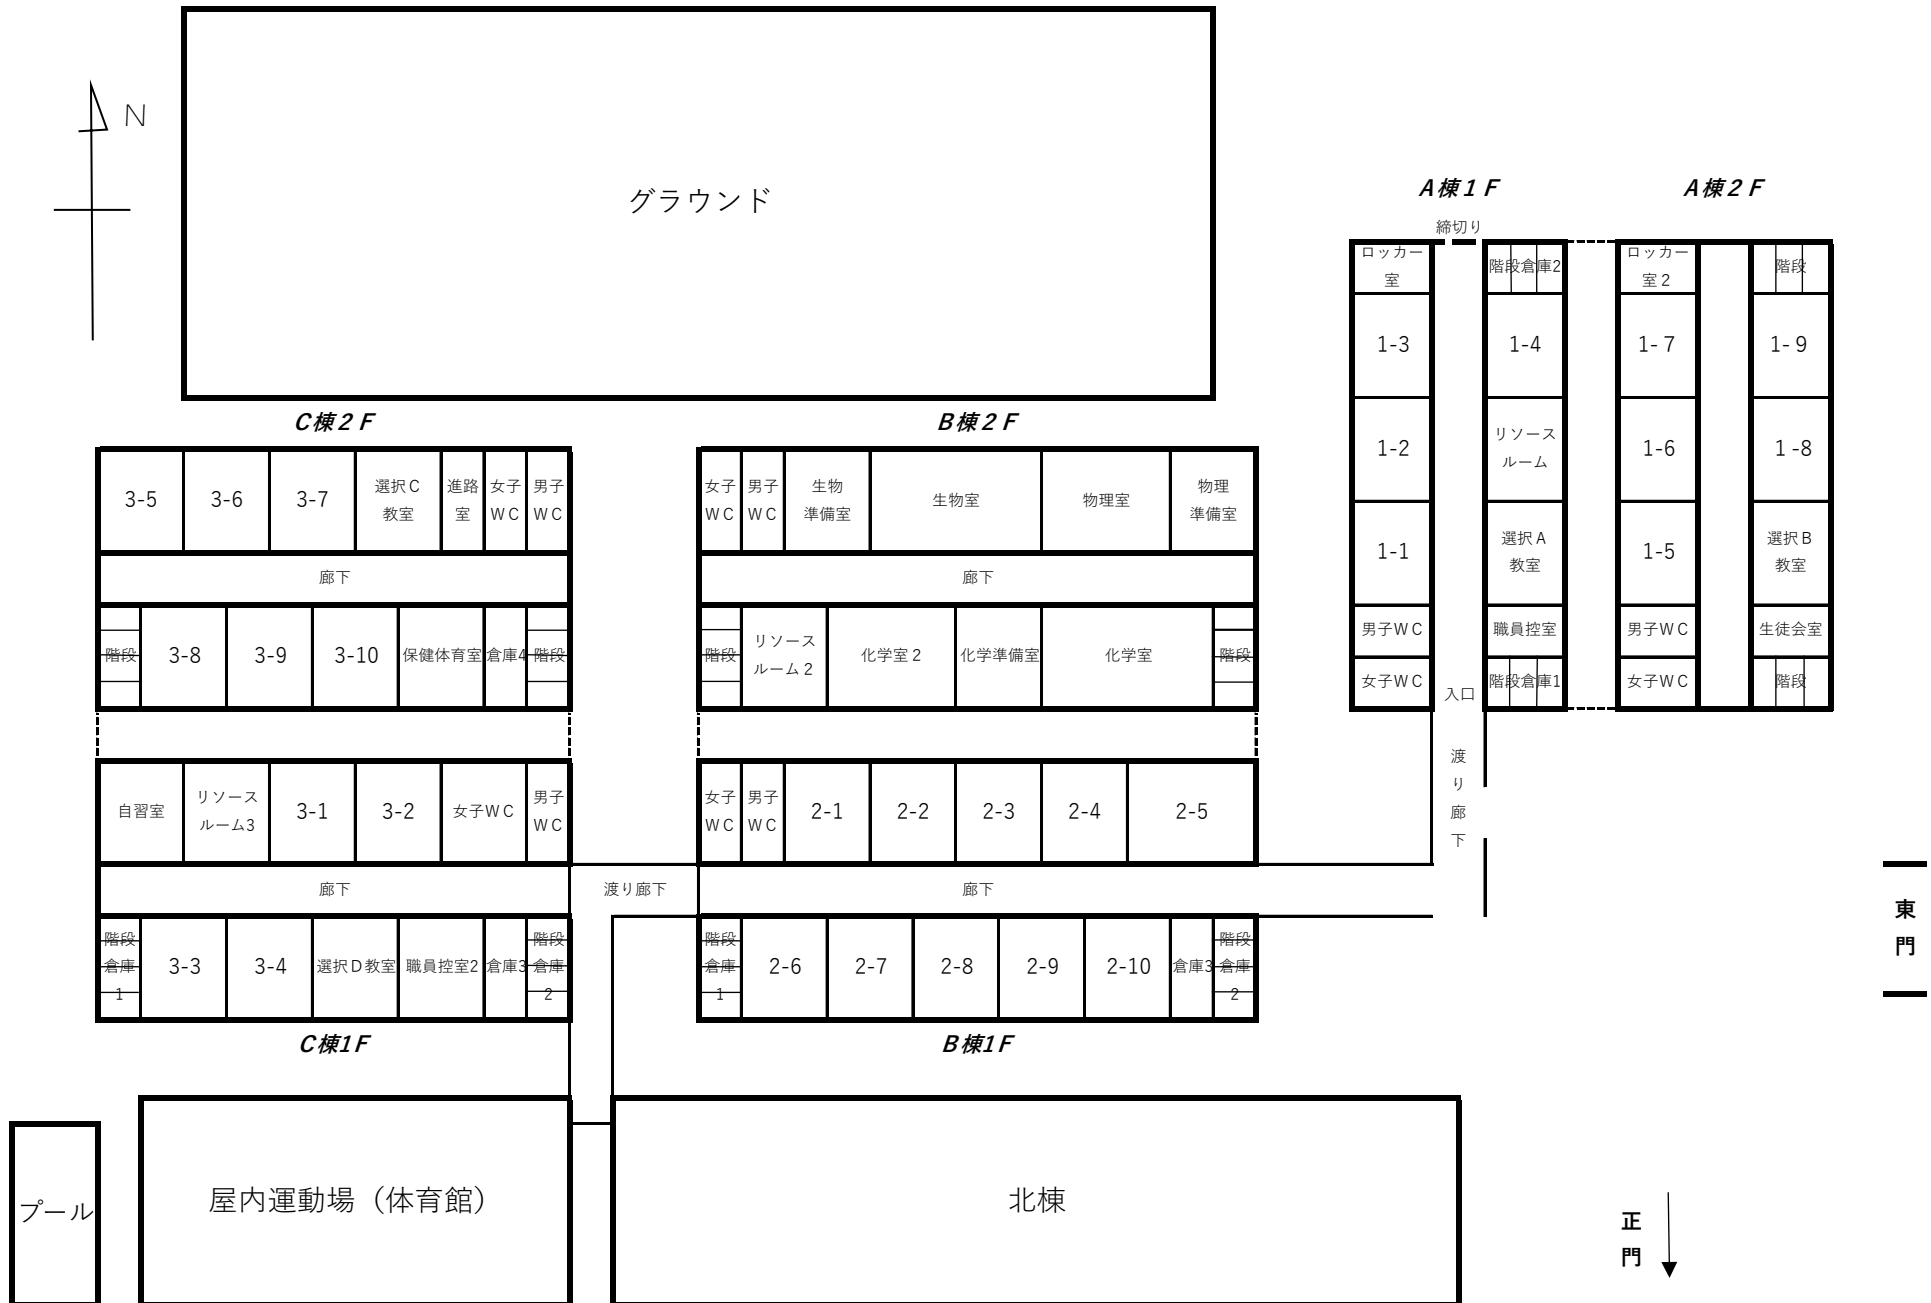 N
グラウンド
A棟１F
A棟２F
締切り
ロッカー
室
階段倉庫2
ロッカー
室２
階段
1-3
1-4
1-７
1-９
1-2
リソース
ルーム
1-6
１-8
1-1
選択Ａ
教室
1-5
選択Ｂ
教室
男子ＷＣ
職員控室
男子ＷＣ
生徒会室
女子ＷＣ
入口
階段倉庫1
女子ＷＣ
階段
渡
り
廊
下
C棟２F
3-5
3-6
3-7
選択Ｃ
教室
進路
室
女子
ＷＣ
男子
ＷＣ
廊下
階段
3-8
3-9
3-10
保健体育室
倉庫4
階段
B棟２F
女子
ＷＣ
男子
ＷＣ
生物
準備室
生物室
物理室
物理
準備室
廊下
階段
リソース
ルーム２
化学室２
化学準備室
化学室
階段
自習室
リソース
ルーム3
3-1
3-2
女子ＷＣ
男子
ＷＣ
廊下
階段
倉庫
1
3-3
3-4
選択Ｄ教室
職員控室2
倉庫3
階段
倉庫
2
C棟1F
渡り廊下
女子
ＷＣ
男子
ＷＣ
2-1
2-2
2-3
2-4
2-5
廊下
階段
倉庫
1
2-6
2-7
2-8
2-9
2-10
倉庫3
階段
倉庫
2
B棟1F
東
門
プール
屋内運動場（体育館）
北棟
正
門